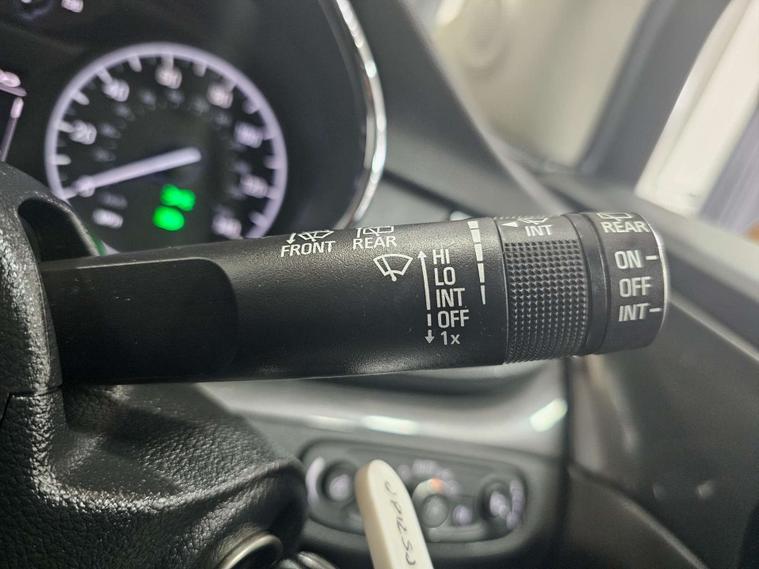 FRONT
REAR
HI
LO
INT
OFF
1x
INT
REAR
ON
OFF
INT